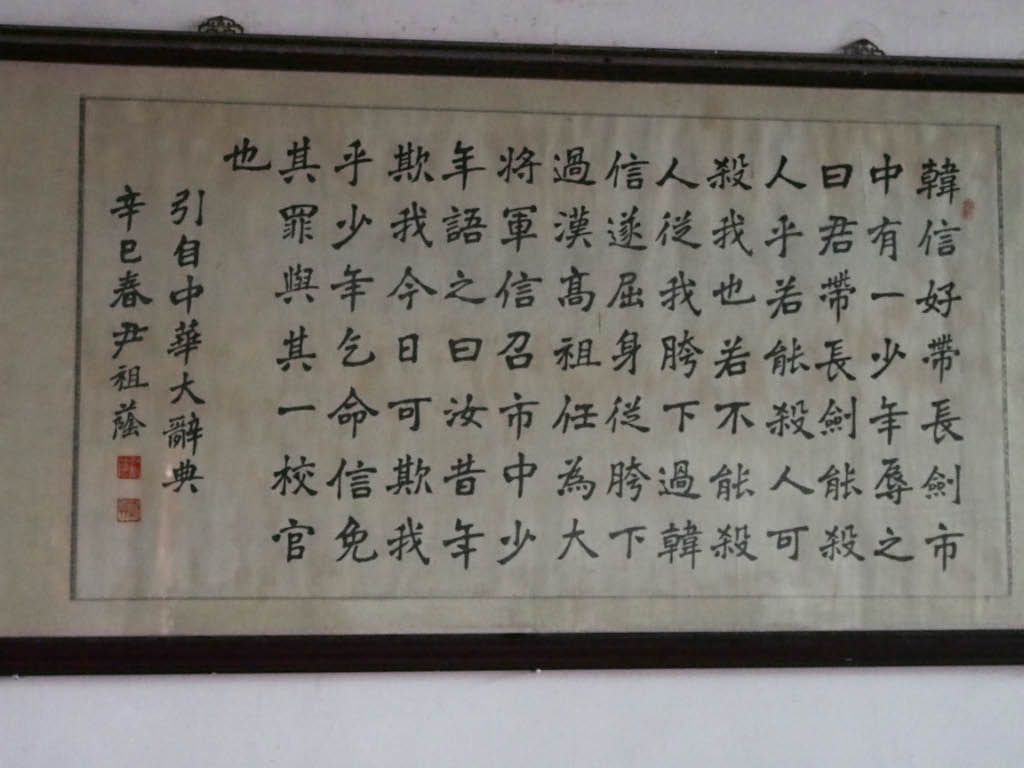 韓信好帶長劍市
中有一少年辱之
曰君帶長劍能殺
人乎若能殺人可
殺我也若不能殺
人從我胯下過韓
信遂屈身從胯下
過漢高祖任為大
將軍信召市中少
年語之曰汝昔年
欺我今日可欺我
乎少年乞命信免
其罪與其一校官
也
引自中華大辭典
辛巳春尹祖蔭